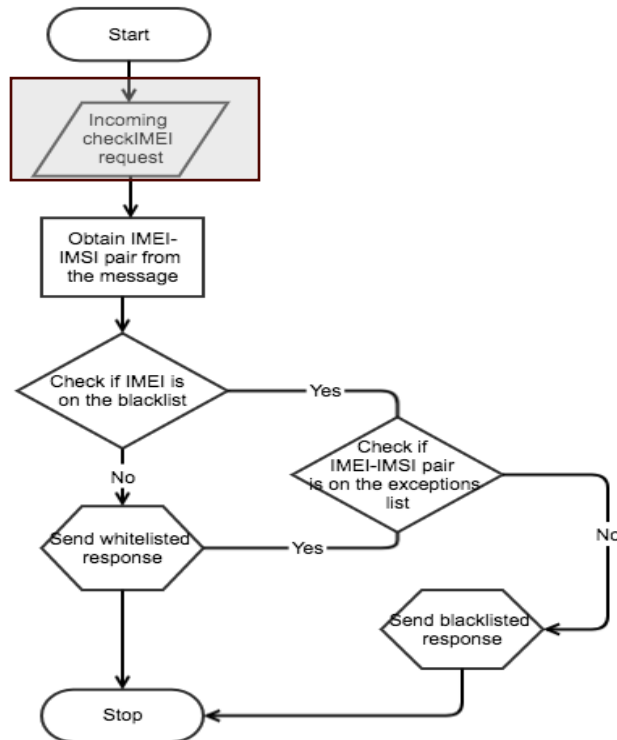 Start
Incoming
checkIMEI
request
Obtain IMEI-
IMSI pair from
the message
Check if IMEI is
on the blacklist
Yes
Check if
IMEI-IMSI pair
is on the exceptions
list
No
Send whitelisted
response
Yes
No
Send blacklisted
response
Stop